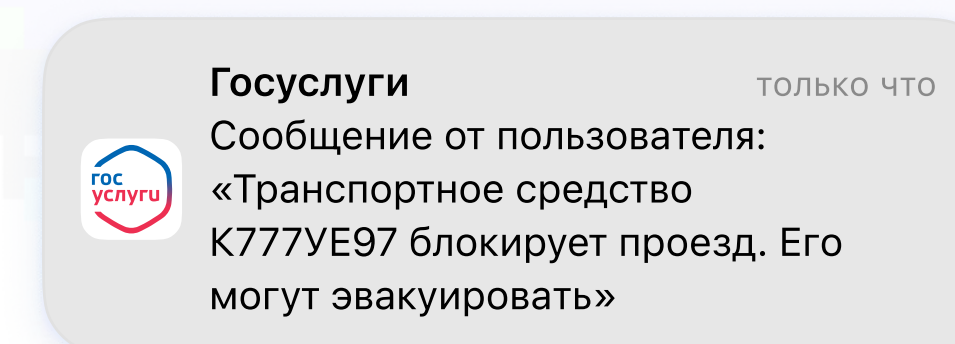 Госуслуги
только что
Сообщение от пользователя:
«Транспортное средство
К777УЕ97 блокирует проезд. Его
могут эвакуировать»
гос
услуги